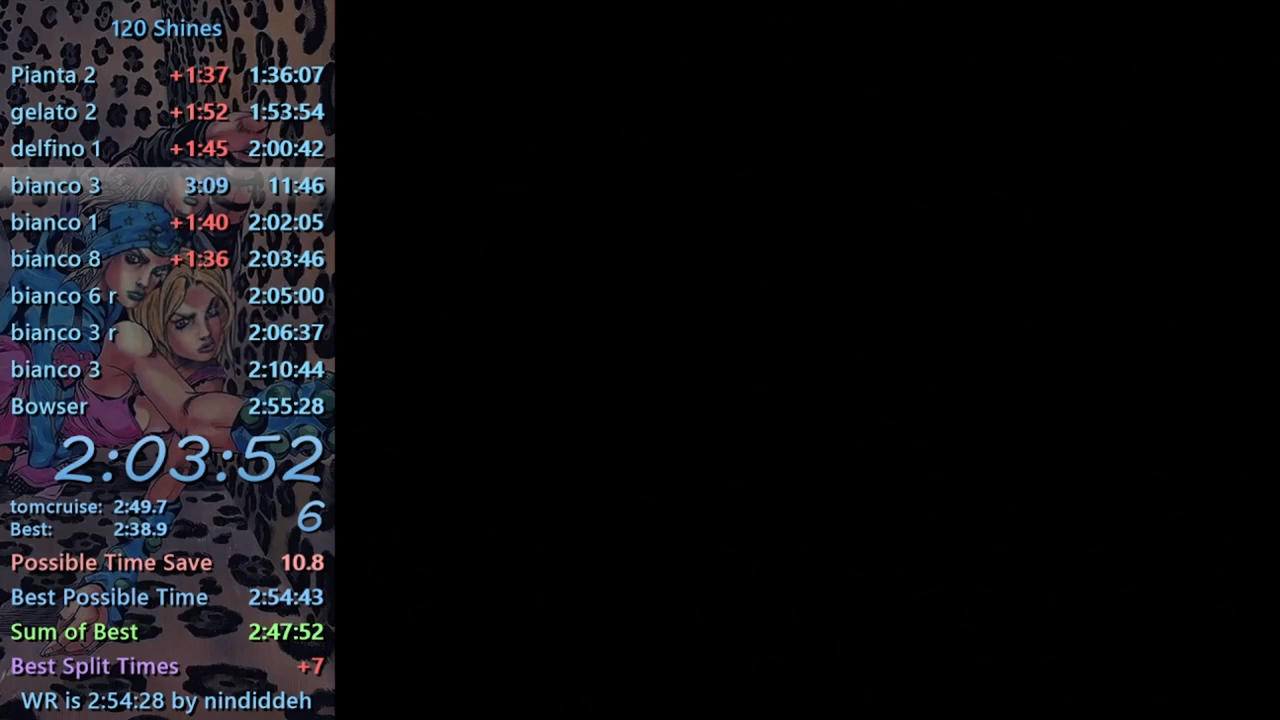 120 Shines
Pianta 2 +1:37 1:36:07
gelato 2 +1:52 1:53:54
delfino 1 +1:45 2:00:42
bianco 3 3:09 11:46
bianco 1 +1:40 2:02:05
bianco 8 +1:36 2:03:46
bianco 6 r 2:05:00
bianco 3 r 2:06:37
bianco 3 2:10:44
Bowser 2:55:28
2:03:52
tomcruise: 2:49.7
Best: 2:38.9
6
Possible Time Save 10.8
Best Possible Time 2:54:43
Sum of Best 2:47:52
Best Split Times +7
WR is 2:54:28 by nindiddeh